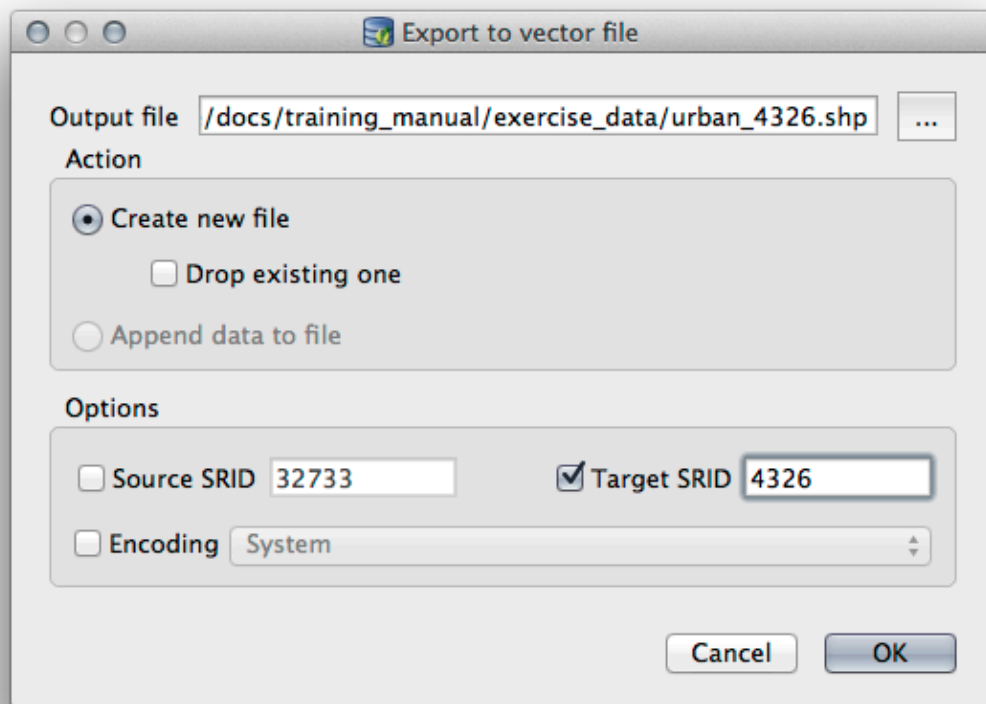 Export to vector file
Output file /docs/training_manual/exercise_data/urban_4326.shp ...
Action
Create new file
Drop existing one
Append data to file
Options
Source SRID 32733 Target SRID 4326
Encoding System
Cancel OK